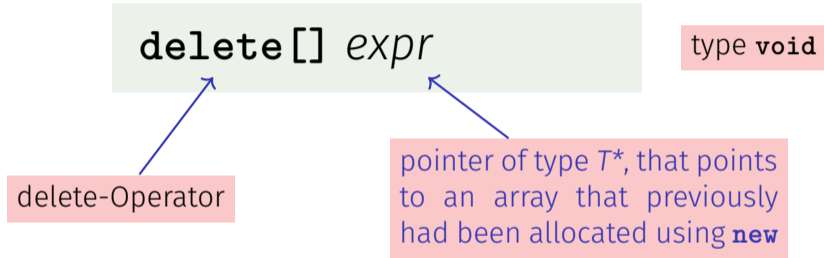 delete[] expr
type void
delete-Operator
pointer of type T*, that points
to an array that previously
had been allocated using new